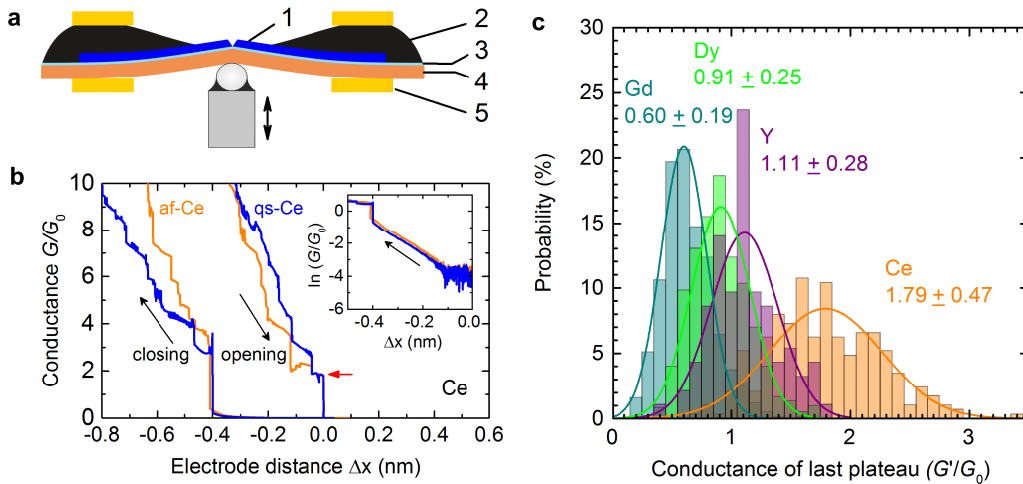 a
1
2
3
4
5
b
10
8
6
4
2
0
Conductance G/G₀
af-Ce
qs-Ce
closing
opening
Ce
-0.8 -0.6 -0.4 -0.2 0.0 0.2 0.4 0.6
Electrode distance Δx (nm)
0
-2
-4
-6
ln (G/G₀)
-0.4 -0.2 0.0
Δx (nm)
c
30
25
20
15
10
5
0
Probability (%)
Dy
0.91 ± 0.25
Gd
0.60 ± 0.19
Y
1.11 ± 0.28
Ce
1.79 ± 0.47
0 1 2 3
Conductance of last plateau (G'/G₀)